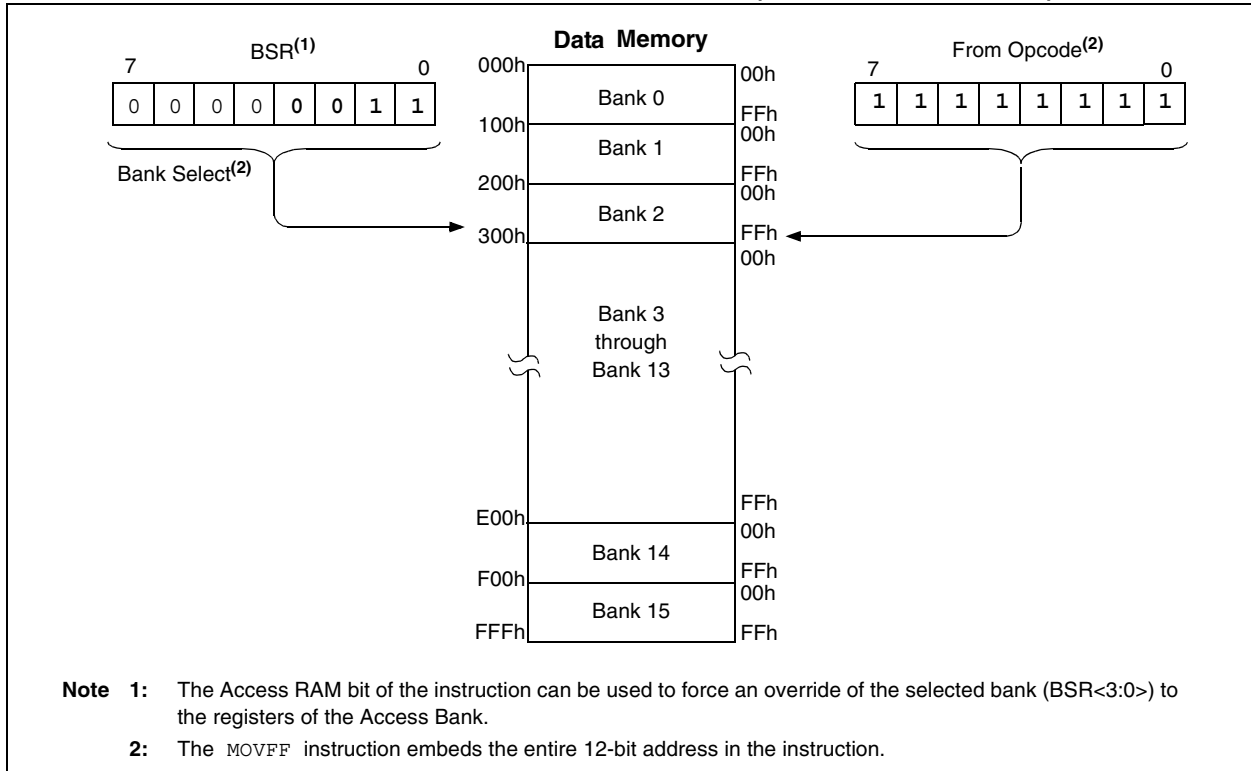 BSR(1)
7 0
0 0 0 0 0 0 1 1
Bank Select(2)
Data Memory
000h
Bank 0
00h
FFh
100h
Bank 1
00h
FFh
200h
Bank 2
00h
FFh
300h
Bank 3
through
Bank 13
00h
FFh
E00h
Bank 14
00h
FFh
F00h
Bank 15
00h
FFh
FFFh
From Opcode(2)
7 0
1 1 1 1 1 1 1 1
Note 1: The Access RAM bit of the instruction can be used to force an override of the selected bank (BSR<3:0>) to
the registers of the Access Bank.
2: The MOVFF instruction embeds the entire 12-bit address in the instruction.